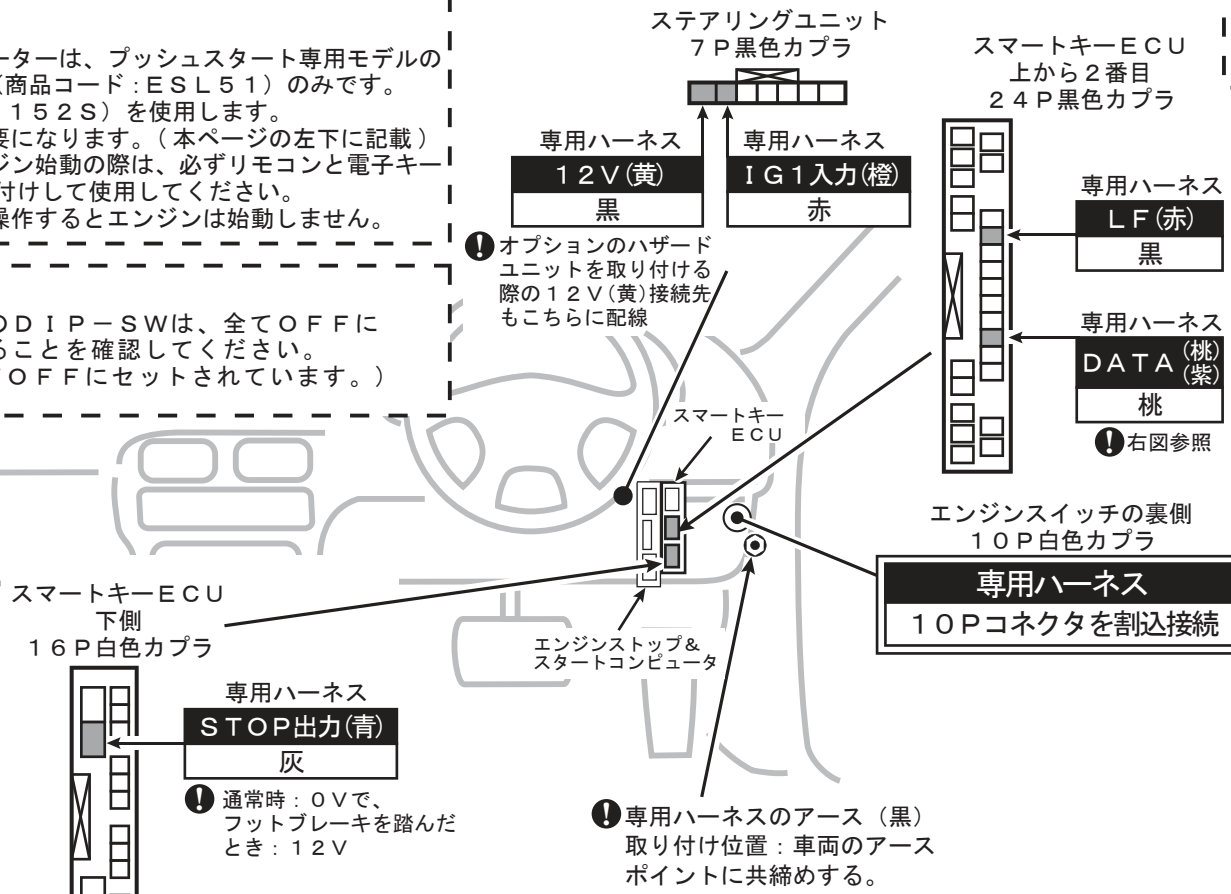 ーターは、プッシュスタート専用モデルの
(商品コード:ESL51)のみです。
152S)を使用します。
要になります。(本ページの左下に記載)
ジン始動の際は、必ずリモコンと電子キー
付けして使用してください。
操作するとエンジンは始動しません。
DIP-SWは、全てOFFに
ることを確認してください。
OFFにセットされています。)
ステアリングユニット
7P黒色カプラ
専用ハーネス
12V(黄)
黒
専用ハーネス
IG1入力(橙)
赤
オプションのハザード
ユニットを取り付ける
際の12V(黄)接続先
もこちらに配線
スマートキーECU
上から2番目
24P黒色カプラ
専用ハーネス
LF(赤)
黒
専用ハーネス
DATA(桃)(紫)
桃
右図参照
スマートキー
ECU
エンジンスイッチの裏側
10P白色カプラ
専用ハーネス
10Pコネクタを割込接続
エンジンストップ&
スタートコンピュータ
スマートキーECU
下側
16P白色カプラ
専用ハーネス
STOP出力(青)
灰
通常時:0Vで、
フットブレーキを踏んだ
とき:12V
専用ハーネスのアース(黒)
取り付け位置:車両のアース
ポイントに共締めする。